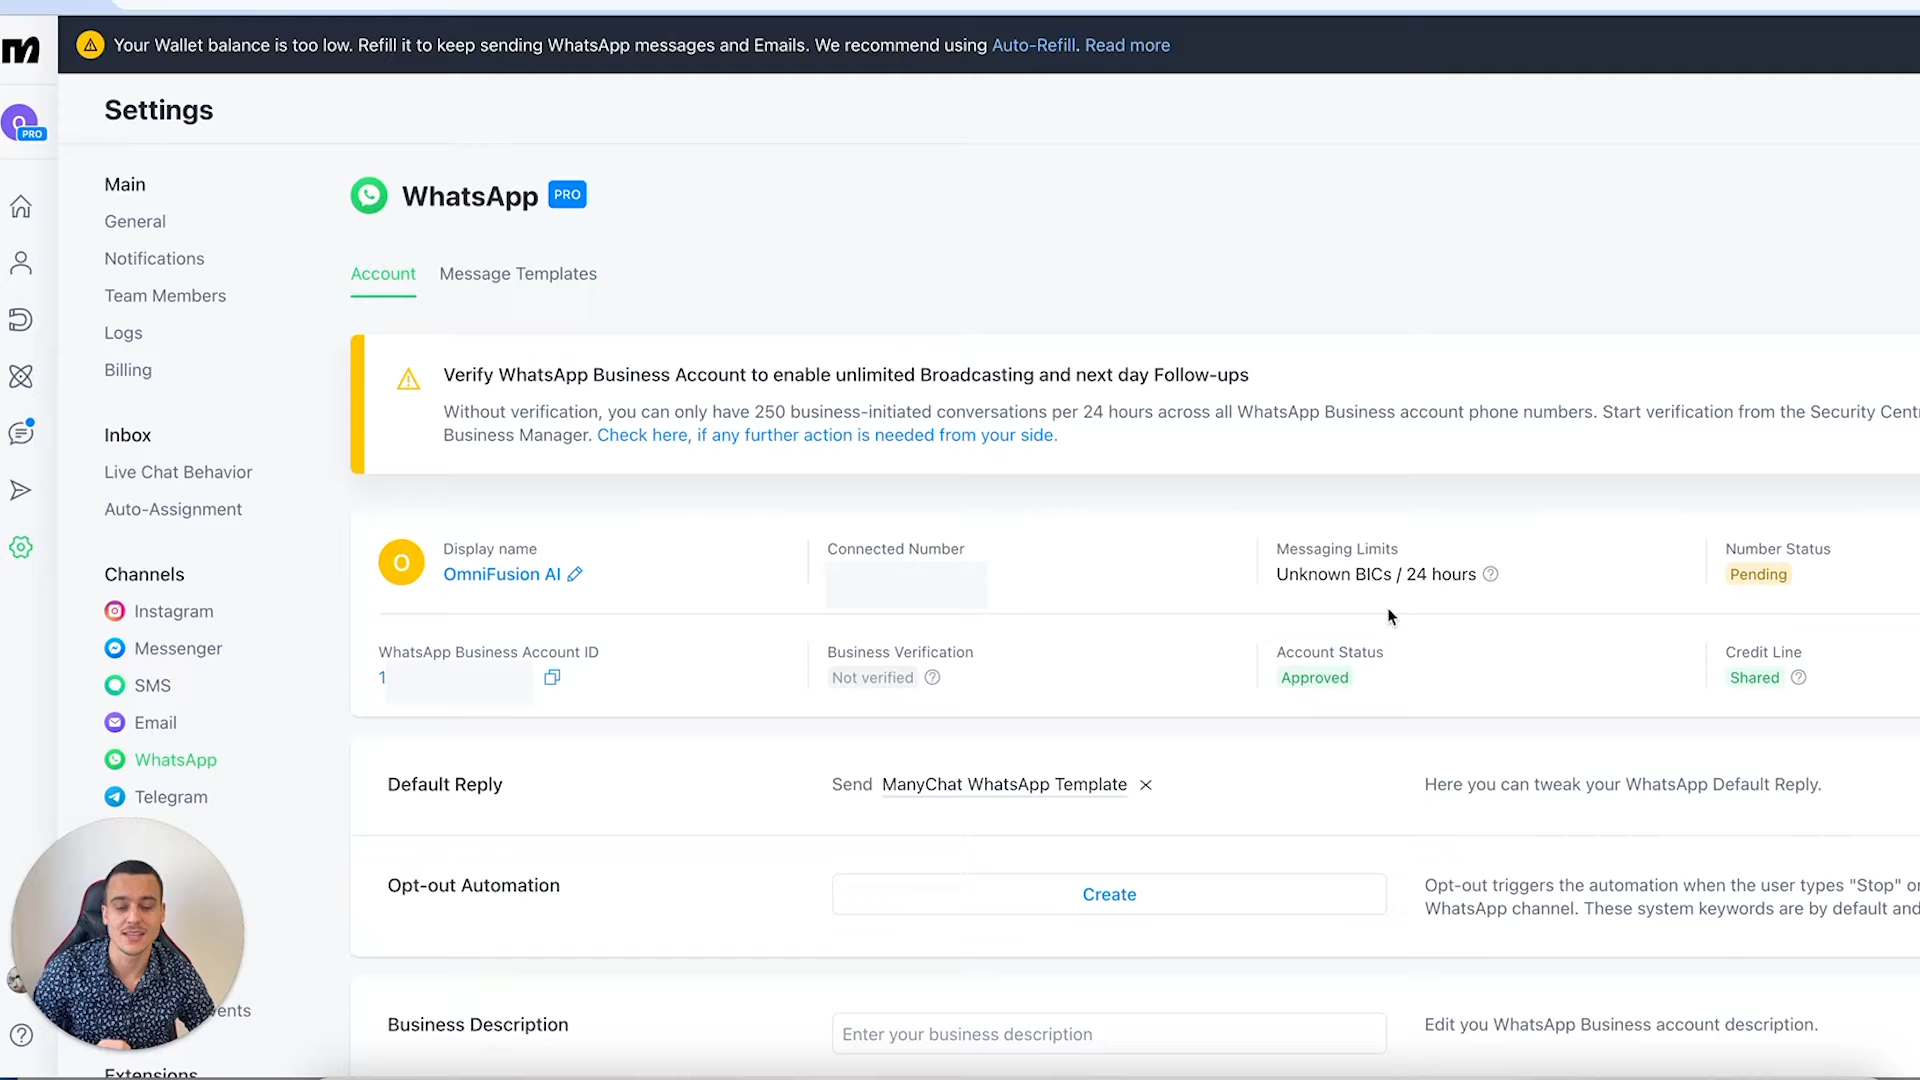 Your Wallet balance is too low. Refill it to keep sending WhatsApp messages and Emails. We recommend using Auto-Refill. Read more
Settings
PRO
Main
General
Notifications
Team Members
Logs
Billing
Inbox
Live Chat Behavior
Auto-Assignment
Channels
Instagram
Messenger
SMS
Email
WhatsApp
Telegram
Extensions
WhatsApp PRO
Account Message Templates
Verify WhatsApp Business Account to enable unlimited Broadcasting and next day Follow-ups
Without verification, you can only have 250 business-initiated conversations per 24 hours across all WhatsApp Business account phone numbers. Start verification from the Security
Business Manager. Check here, if any further action is needed from your side.
O
Display name
OmniFusion AI
Connected Number
Messaging Limits
Unknown BICs / 24 hours
Number Status
Pending
WhatsApp Business Account ID
1
Business Verification
Not verified
Account Status
Approved
Credit Line
Shared
Default Reply
Send ManyChat WhatsApp Template
Here you can tweak your WhatsApp Default Reply.
Opt-out Automation
Create
Opt-out triggers the automation when the user types "Stop"
WhatsApp channel. These system keywords are by default and
Business Description
Enter your business description
Edit you WhatsApp Business account description.